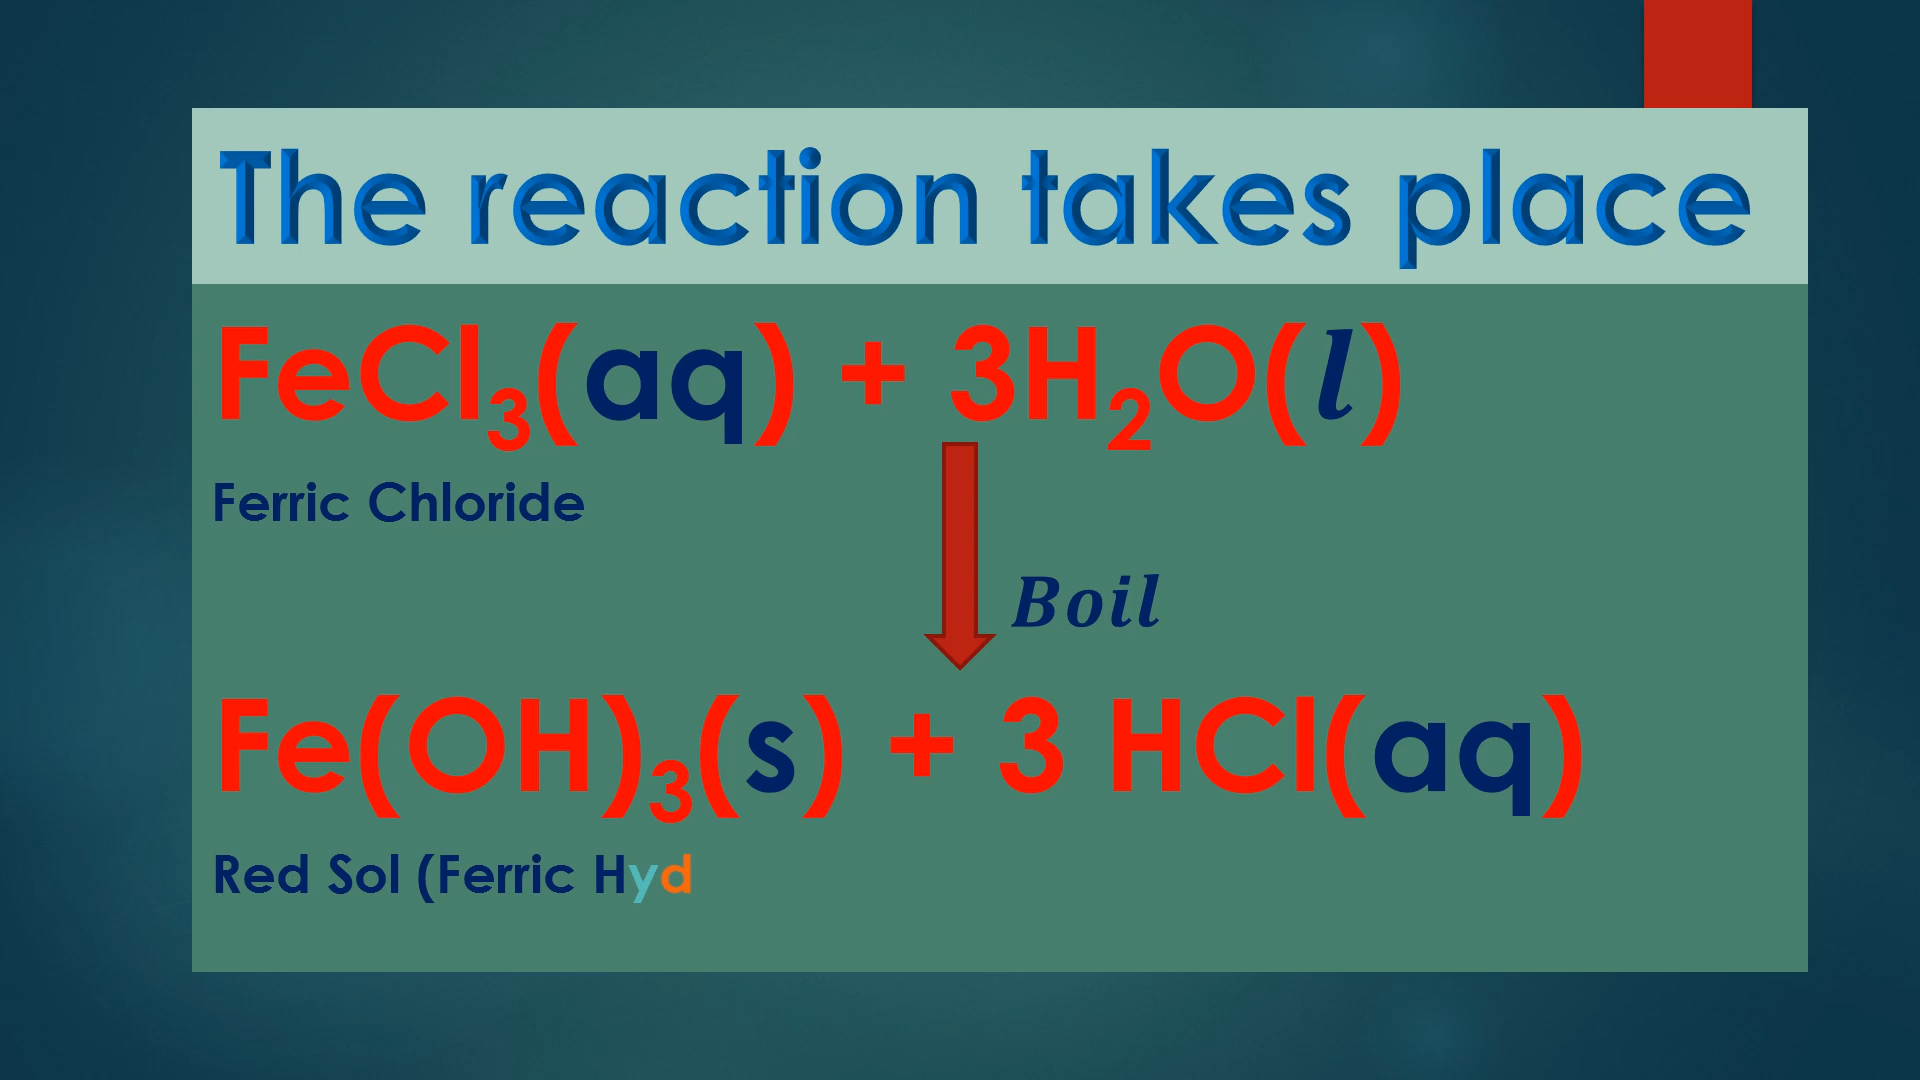 The reaction takes place
FeCl₃(aq) + 3H₂O(l)
Ferric Chloride
Boil
Fe(OH)₃(s) + 3 HCl(aq)
Red Sol (Ferric Hyd